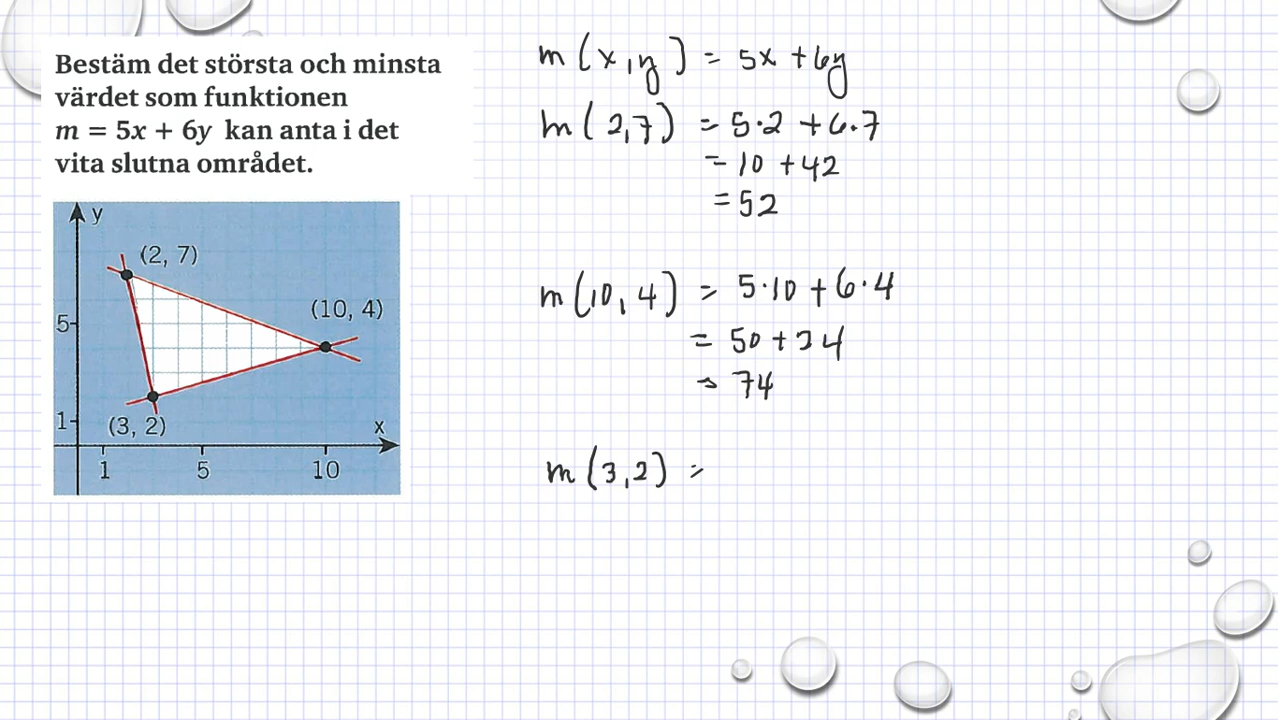 Bestäm det största och minsta
värdet som funktionen
m = 5x + 6y kan anta i det
vita slutna området.
y
(2, 7)
(10, 4)
5
1
(3, 2)
x
1 5 10
m(x,y) = 5x + 6y
m(2,7) = 5·2 + 6·7
= 10 + 42
= 52
m(10,4) = 5·10 + 6·4
= 50 + 24
= 74
m(3,2) =